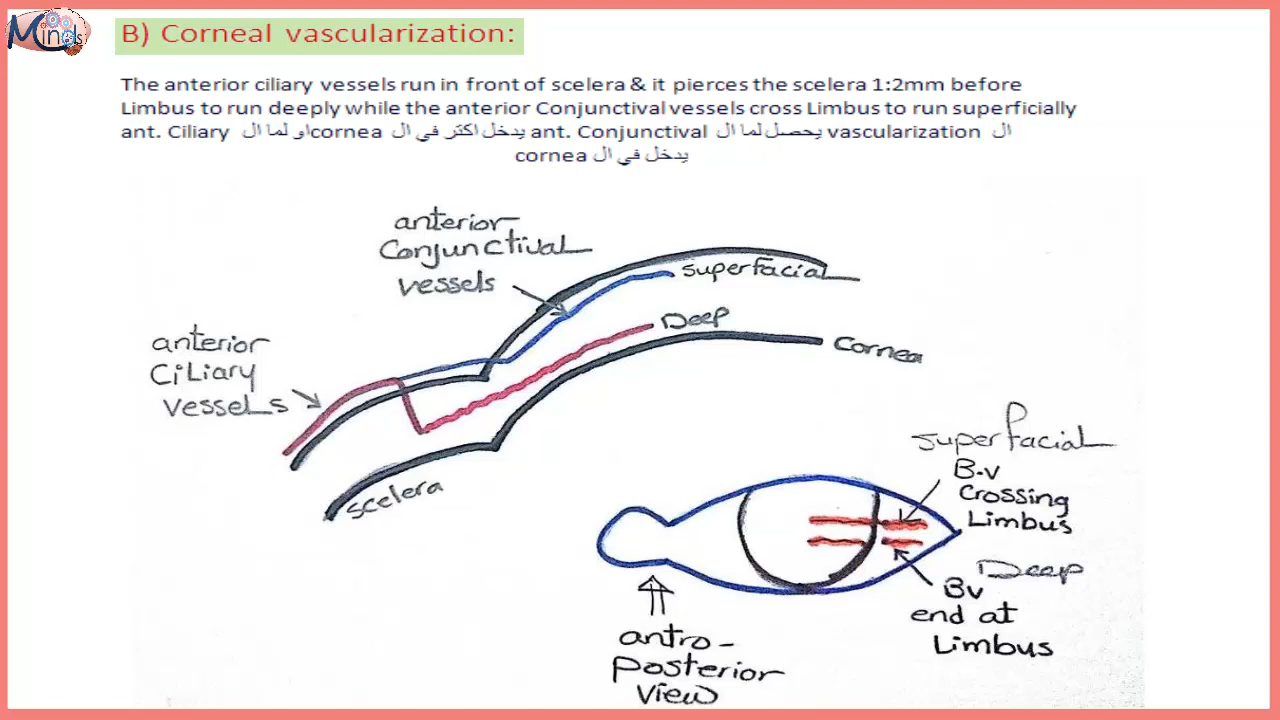 Minds
B) Corneal vascularization:
The anterior ciliary vessels run in front of scelera & it pierces the scelera 1:2mm before
Limbus to run deeply while the anterior Conjunctival vessels cross Limbus to run superficially
ال vascularization يحصل لما ال ant. Conjunctival يدخل اكتر في ال cornea او لما ال ant. Ciliary
يدخل في ال cornea
anterior
Conjunctival
vessels
superfacial
Deep
Cornea
anterior
Ciliary
vessels
scelera
superfacial
B.v
Crossing
Limbus
Deep
Bv
end at
Limbus
antro-
posterior
view